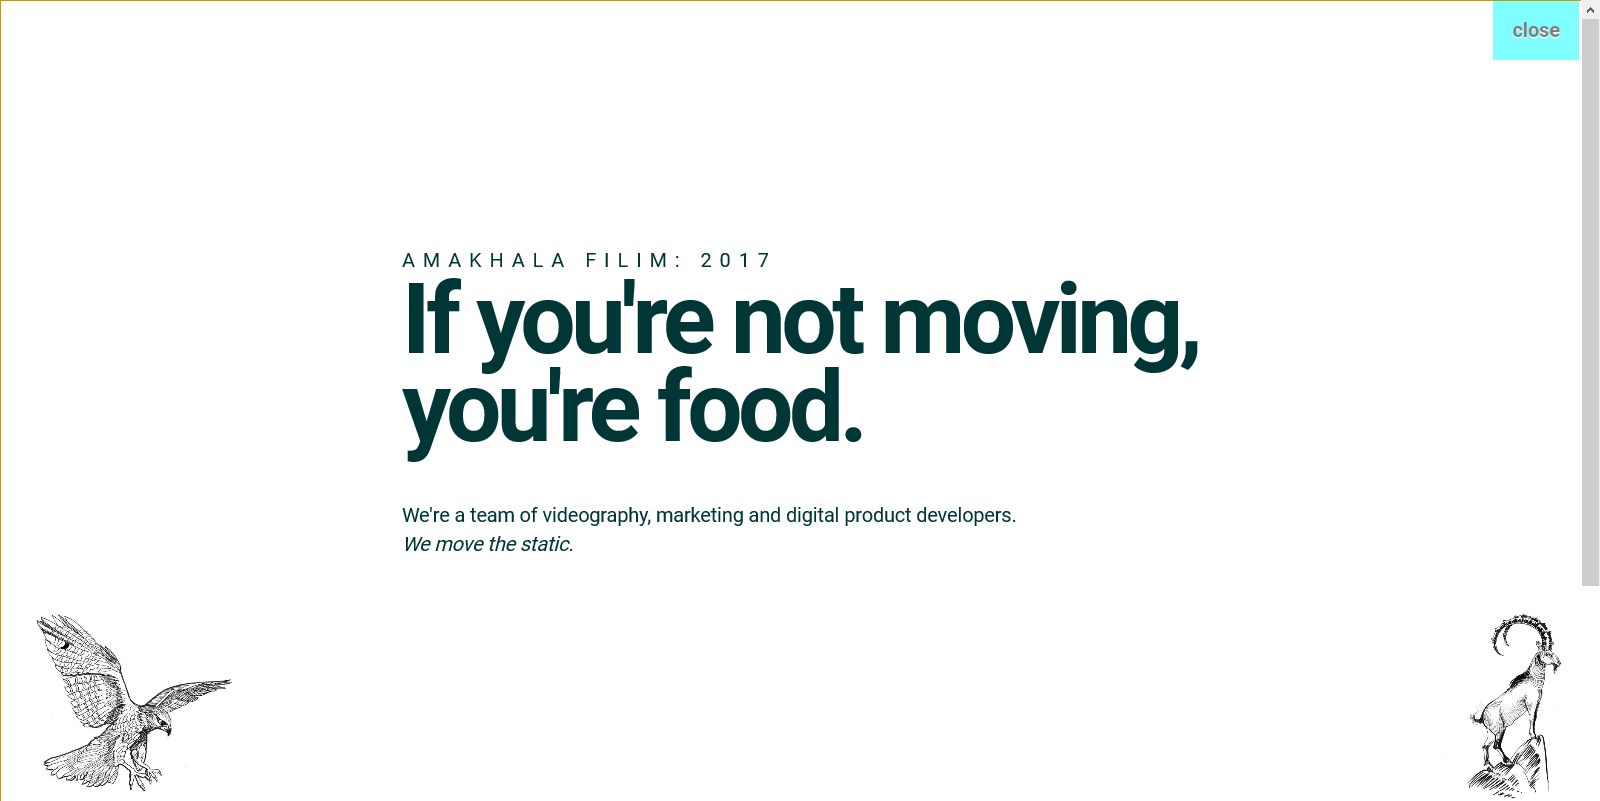 close
AMAKHALA FILIM: 2017
If you're not moving,
you're food.
We're a team of videography, marketing and digital product developers.
We move the static.